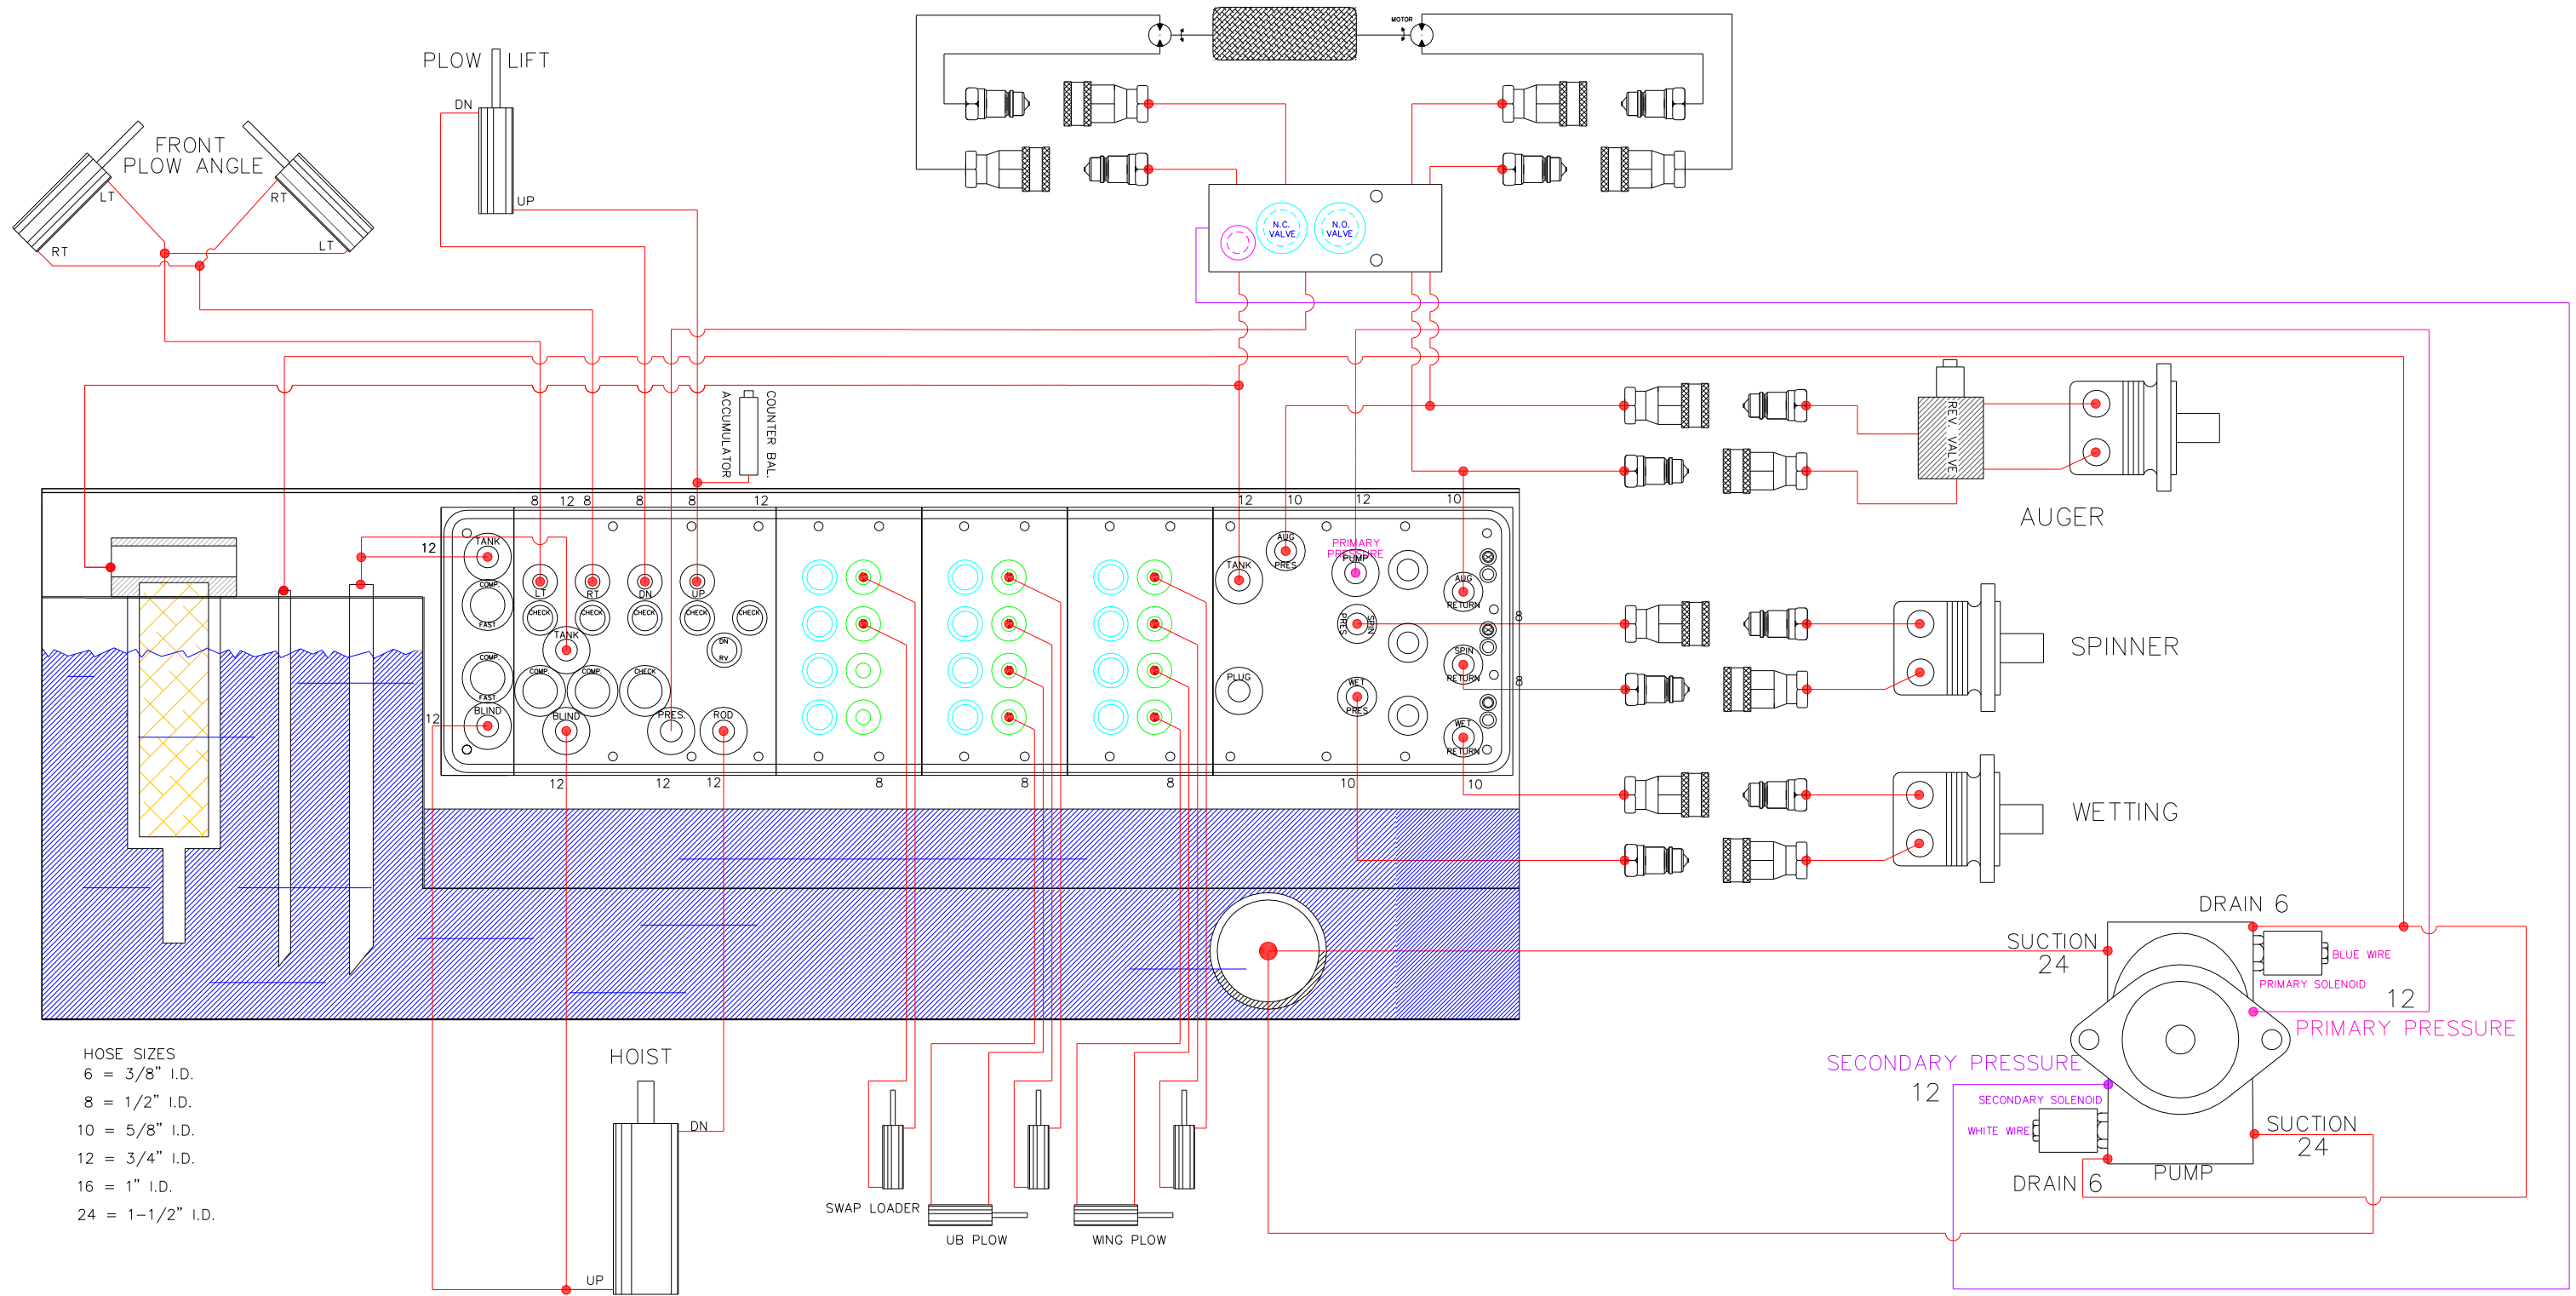 MOTOR
PLOW LIFT
DN
UP
FRONT
PLOW ANGLE
LT
RT
RT
LT
N.C.
VALVE
N.O.
VALVE
COUNTER BAL.
ACCUMULATOR
REV. VALVE
AUGER
8
12
8
8
8
12
12
10
12
10
12
TANK
COMP.
FAST
COMP.
FAST
BLIND
12
LT
RT
DN
UP
CHECK
CHECK
CHECK
CHECK
CHECK
TANK
DN
RV
COMP.
COMP.
CHECK
BLIND
PRES.
ROD
TANK
AUG
PRES
PRIMARY
PRESSURE
PUMP
AUG
RETURN
SPIN
PRES
8
SPIN
RETURN
8
PLUG
WET
PRES
WET
RETURN
12
12
12
8
8
8
10
10
SPINNER
WETTING
DRAIN 6
SUCTION
24
BLUE WIRE
PRIMARY SOLENOID
12
PRIMARY PRESSURE
SECONDARY PRESSURE
12
SECONDARY SOLENOID
WHITE WIRE
SUCTION
24
PUMP
DRAIN 6
HOSE SIZES
6 = 3/8" I.D.
8 = 1/2" I.D.
10 = 5/8" I.D.
12 = 3/4" I.D.
16 = 1" I.D.
24 = 1-1/2" I.D.
HOIST
DN
UP
SWAP LOADER
UB PLOW
WING PLOW